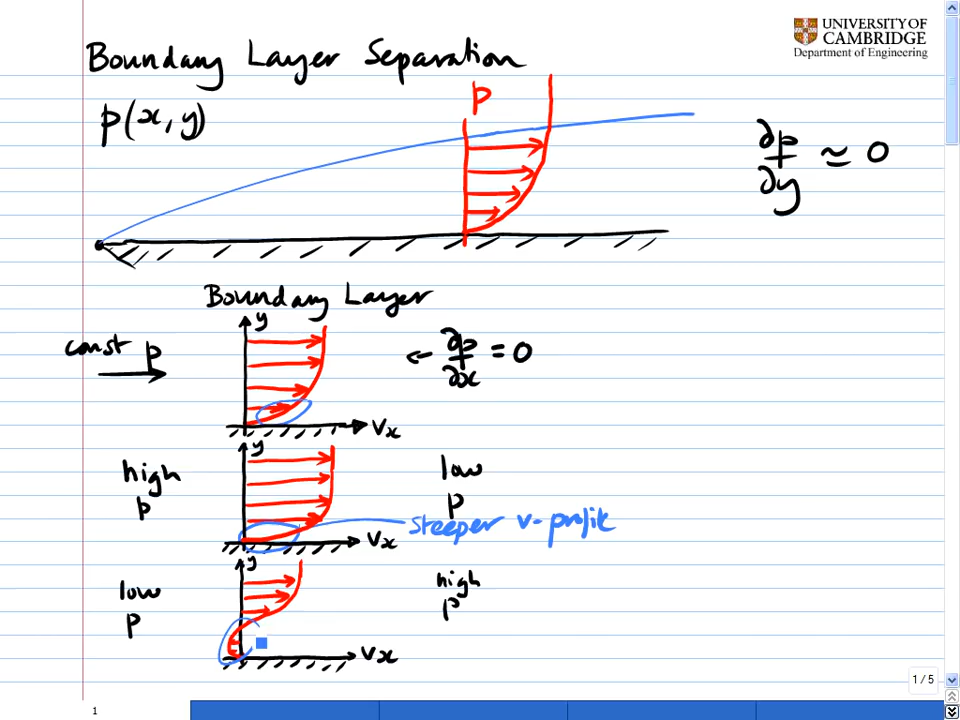 UNIVERSITY OF
CAMBRIDGE
Department of Engineering
Boundary Layer Separation
p(x, y)
p
∂p/∂y ≃ 0
Boundary Layer
y
const p
← ∂p/∂x = 0
Vx
y
high p
low p
steeper v-profile
Vx
y
low p
high p
Vx
1 / 5
1